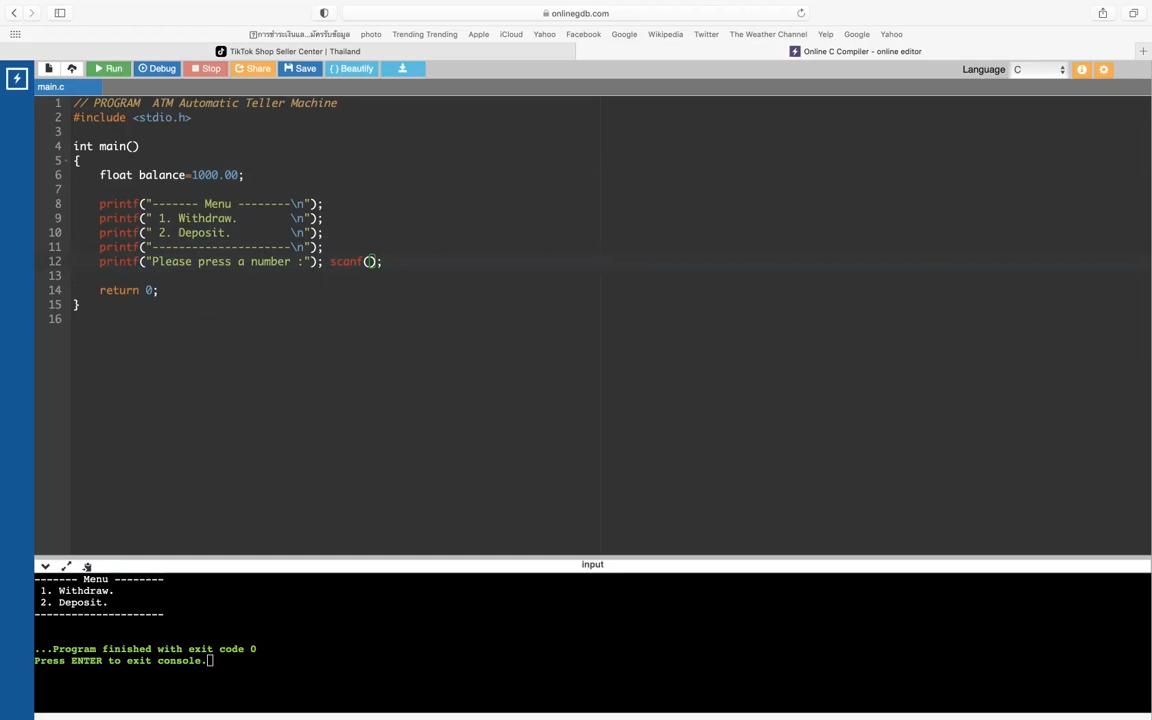 onlinegdb.com
การชำระเงินแล...มัครรับข้อมูล photo Trending Trending Apple iCloud Yahoo Facebook Google Wikipedia Twitter The Weather Channel Yelp Google Yahoo
TikTok Shop Seller Center | Thailand
Online C Compiler - online editor
Run Debug Stop Share Save { } Beautify Language C
main.c
1 // PROGRAM  ATM Automatic Teller Machine
2 #include <stdio.h>
3
4 int main()
5 {
6     float balance=1000.00;
7
8     printf("------- Menu --------\n");
9     printf(" 1. Withdraw.        \n");
10     printf(" 2. Deposit.         \n");
11     printf("---------------------\n");
12     printf("Please press a number :"); scanf();
13
14     return 0;
15 }
16
input
------- Menu --------
1. Withdraw.
2. Deposit.
---------------------
...Program finished with exit code 0
Press ENTER to exit console.